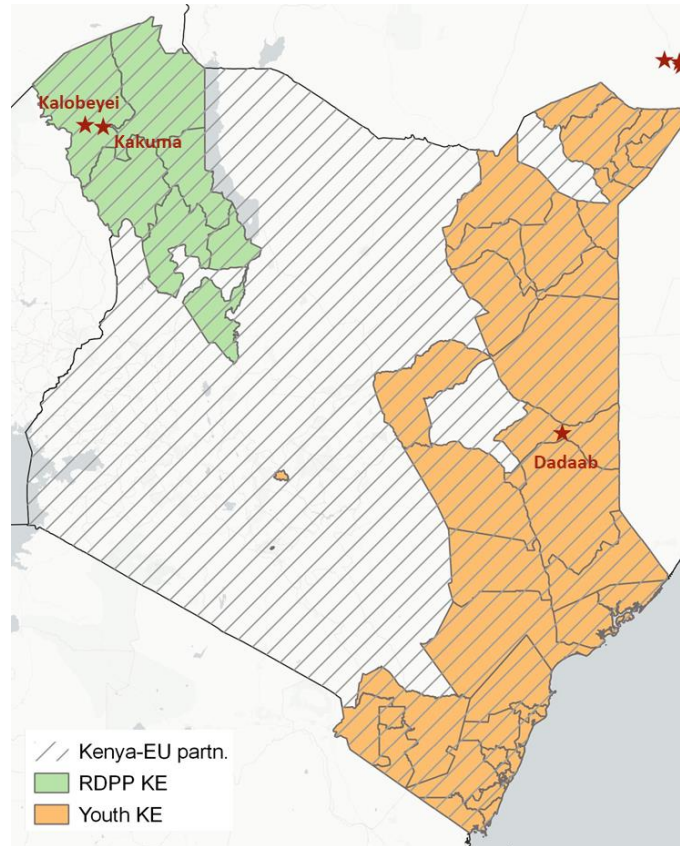 Kalobeyei
Kakuma
Dadaab
Kenya-EU partn.
RDPP KE
Youth KE